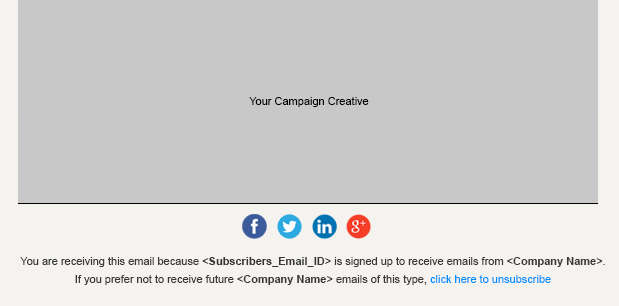 Your Campaign Creative
f in g+
You are receiving this email because <Subscribers_Email_ID> is signed up to receive emails from <Company Name>.
If you prefer not to receive future <Company Name> emails of this type, click here to unsubscribe